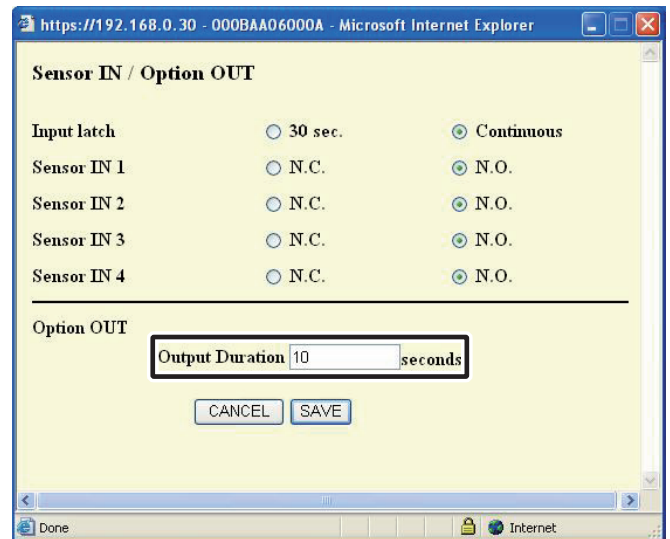 https://192.168.0.30 - 000BAA06000A - Microsoft Internet Explorer
Sensor IN / Option OUT
Input latch 30 sec. Continuous
Sensor IN 1 N.C. N.O.
Sensor IN 2 N.C. N.O.
Sensor IN 3 N.C. N.O.
Sensor IN 4 N.C. N.O.
Option OUT
Output Duration 10 seconds
CANCEL SAVE
Done Internet